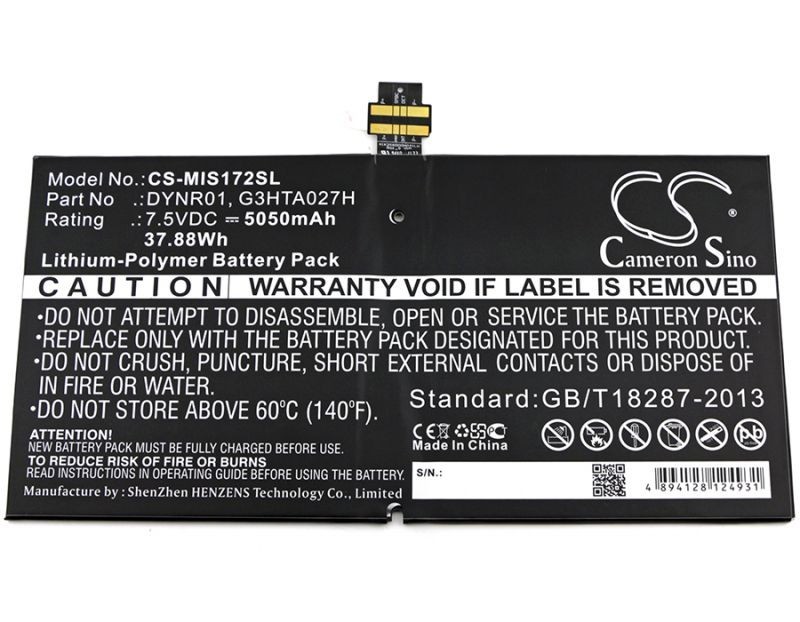 Model No.:CS-MIS172SL
Part No :DYNR01, G3HTA027H
Rating :7.5VDC ⎓ 5050mAh
37.88Wh
Lithium-Polymer Battery Pack
CS
®
Cameron Sino
CAUTION WARRANTY VOID IF LABEL IS REMOVED
•DO NOT ATTEMPT TO DISASSEMBLE, OPEN OR SERVICE THE BATTERY PACK.
•REPLACE ONLY WITH THE BATTERY PACK DESIGNATED FOR THIS PRODUCT.
•DO NOT CRUSH, PUNCTURE, SHORT EXTERNAL CONTACTS OR DISPOSE OF
IN FIRE OR WATER.
•DO NOT STORE ABOVE 60°C (140°F).
Standard:GB/T18287-2013
ATTENTION!
NEW BATTERY PACK MUST BE FULLY CHARGED BEFORE USE.
TO REDUCE RISK OF FIRE OR BURNS
READ INSTRUCTIONS ON DEVICE BEFORE USING THE BATTERY.
Manufactured by : ShenZhen HENZENS Technology Co., Limited
CE
Made In China
Pb
S/N.:
4 894128 124931